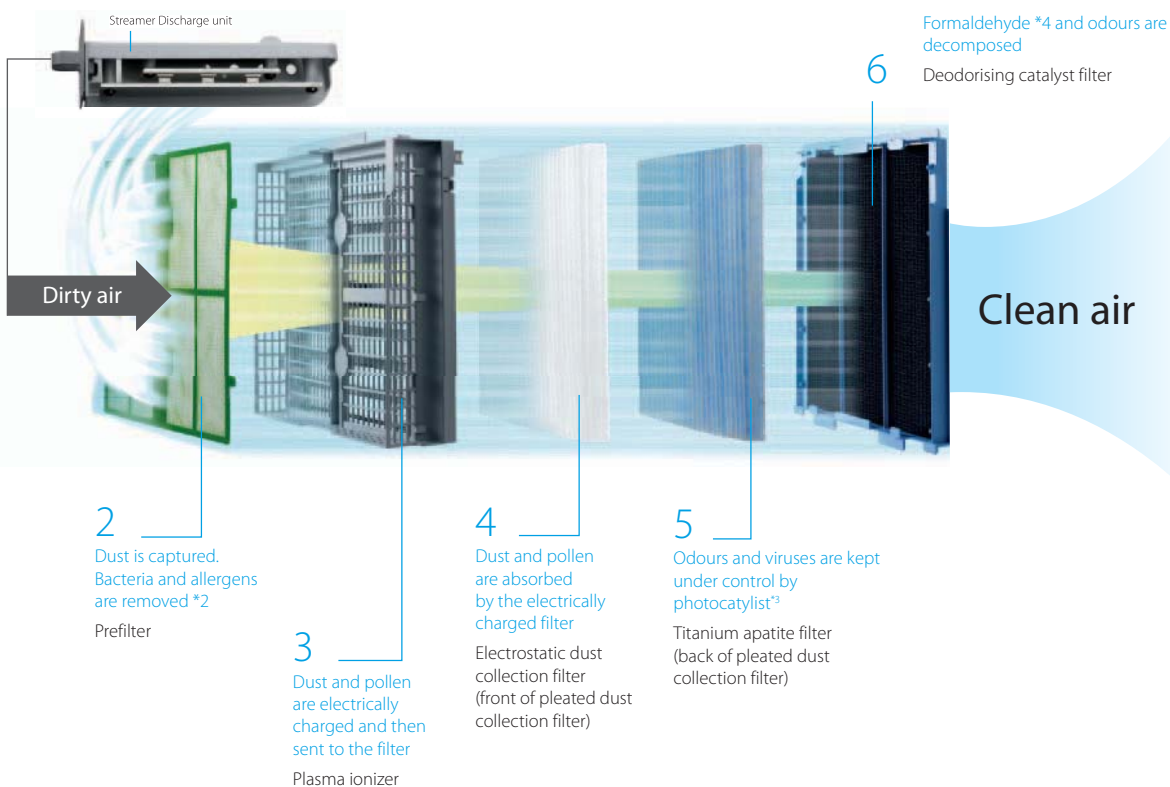 Streamer Discharge unit
Formaldehyde *4 and odours are
decomposed
6
Deodorising catalyst filter
Dirty air
Clean air
2
Dust is captured.
Bacteria and allergens
are removed *2
Prefilter
3
Dust and pollen
are electrically
charged and then
sent to the filter
Plasma ionizer
4
Dust and pollen
are absorbed
by the electrically
charged filter
Electrostatic dust
collection filter
(front of pleated dust
collection filter)
5
Odours and viruses are kept
under control by
photocatylist*3
Titanium apatite filter
(back of pleated dust
collection filter)